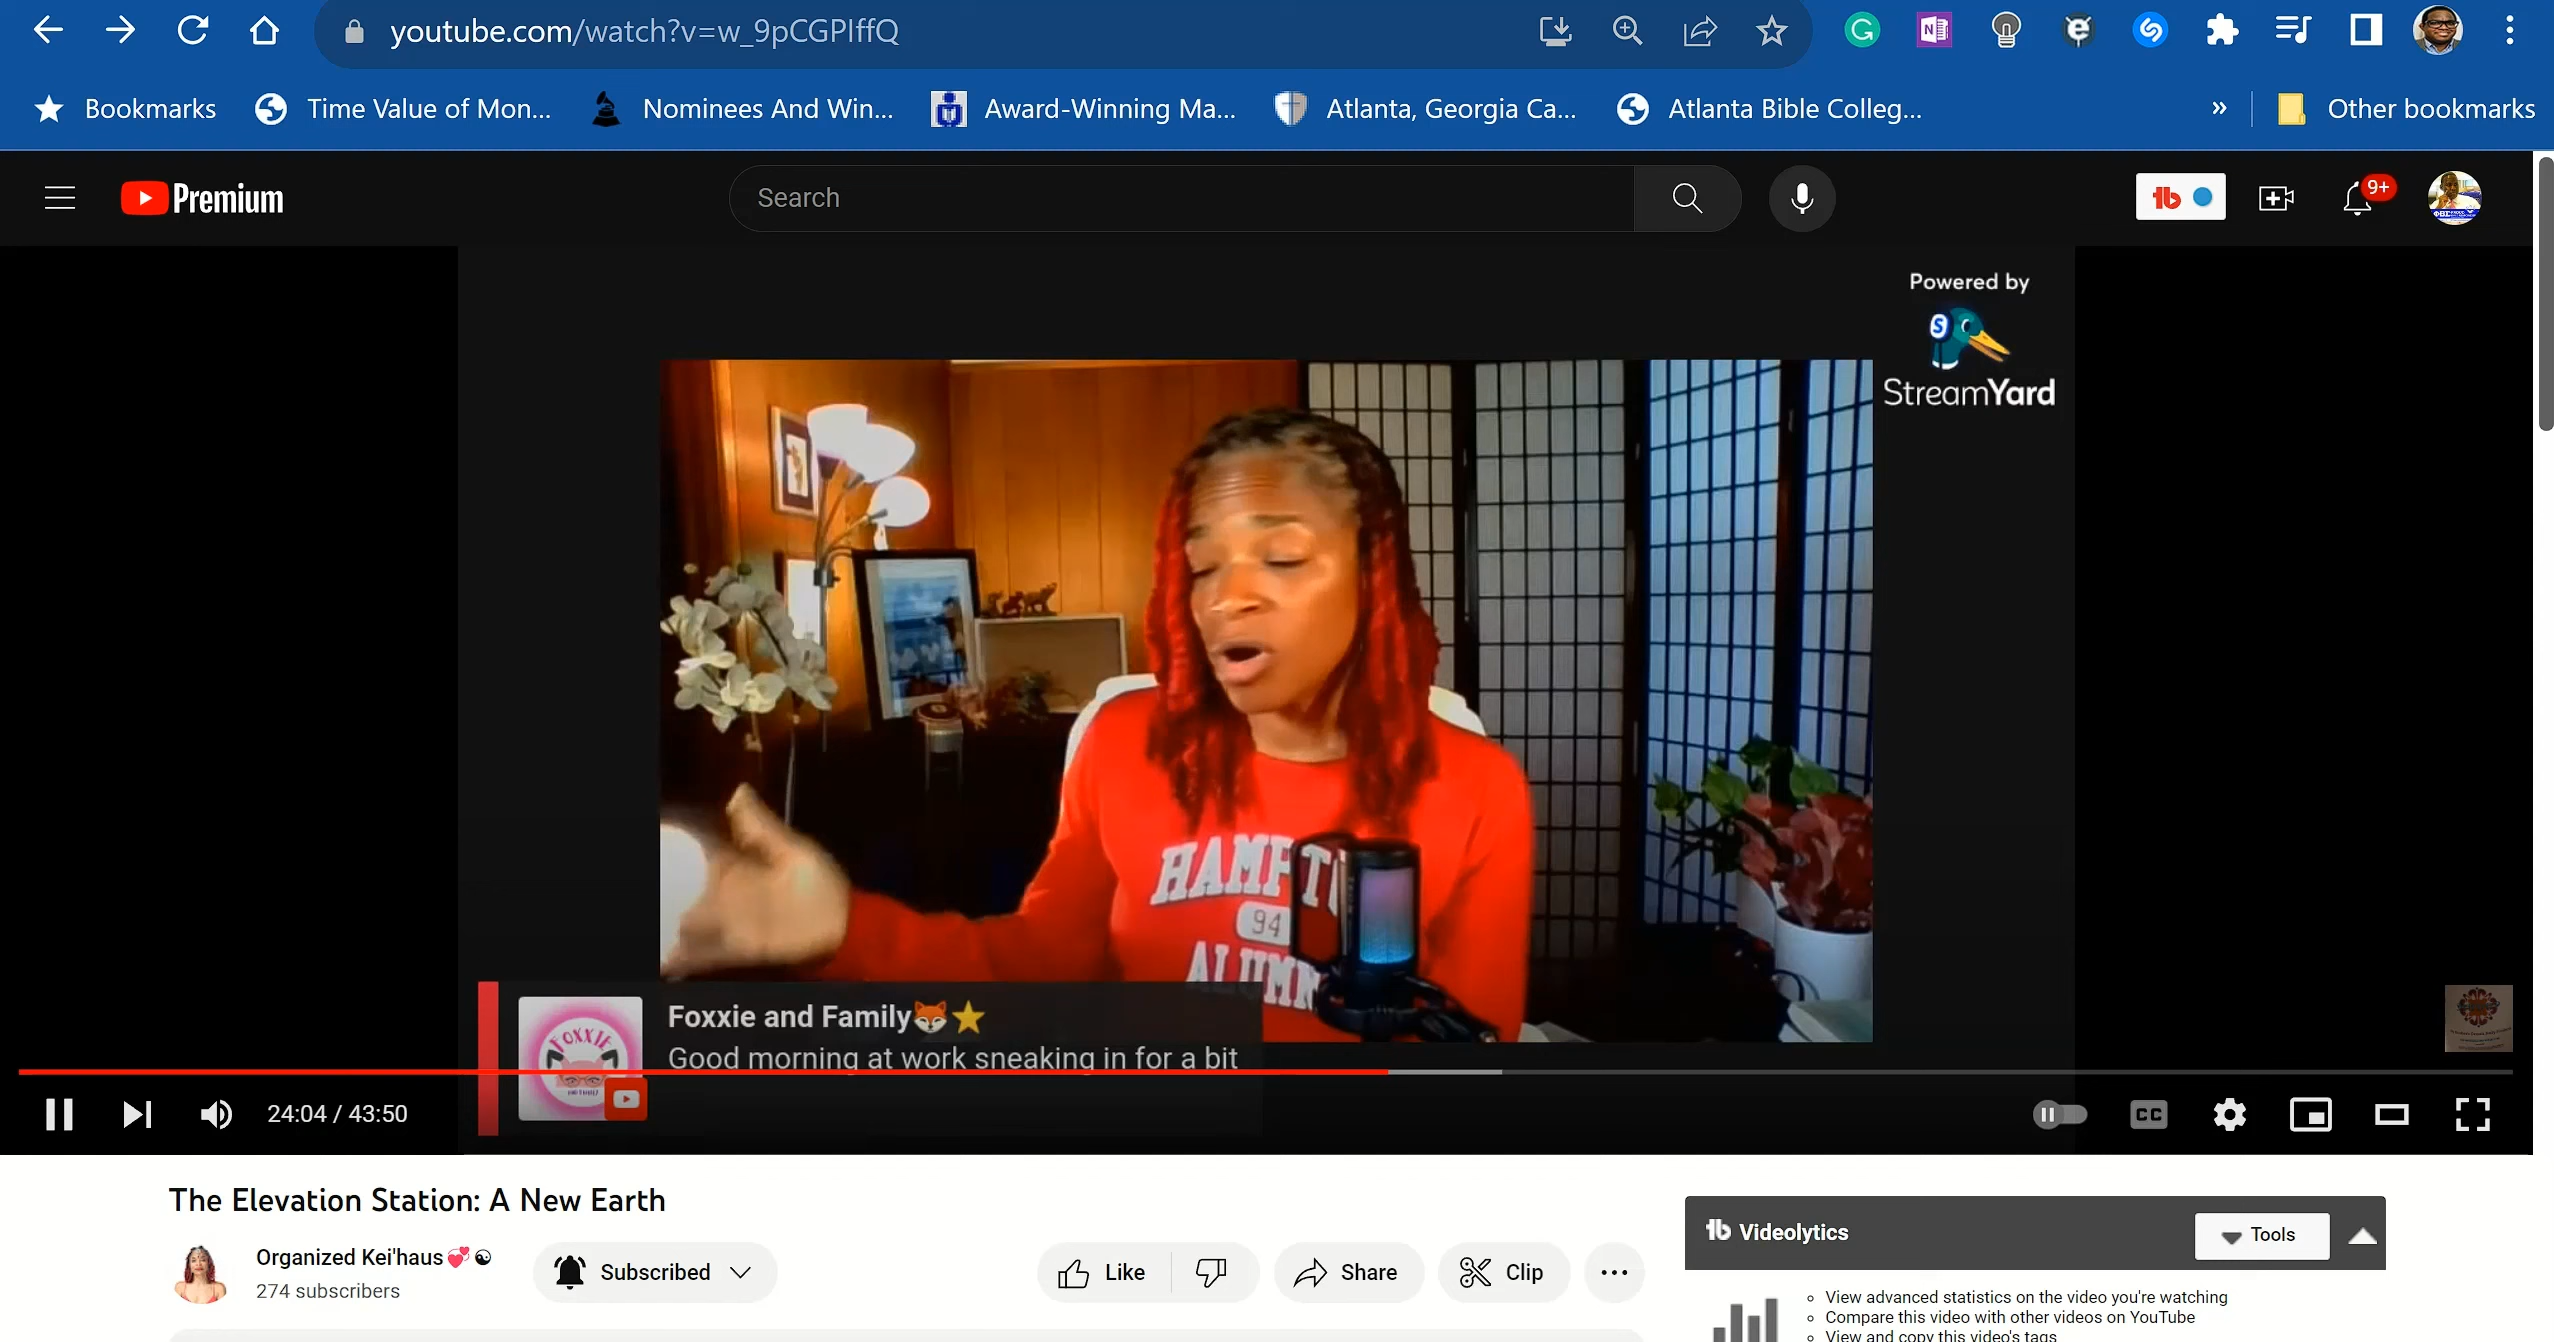 youtube.com/watch?v=w_9pCGPIffQ
Bookmarks
Time Value of Mon...
Nominees And Win...
Award-Winning Ma...
Atlanta, Georgia Ca...
Atlanta Bible Colleg...
»
Other bookmarks
Premium
Search
9+
Powered by
StreamYard
HAMPT
94
ALUMN
FOXXIE
Foxxie and Family🦊⭐
Good morning at work sneaking in for a bit
24:04 / 43:50
CC
The Elevation Station: A New Earth
Organized Kei'haus💞☯
274 subscribers
Subscribed
Like
Share
Clip
tb Videolytics
Tools
View advanced statistics on the video you're watching
Compare this video with other videos on YouTube
View and copy this video's tags